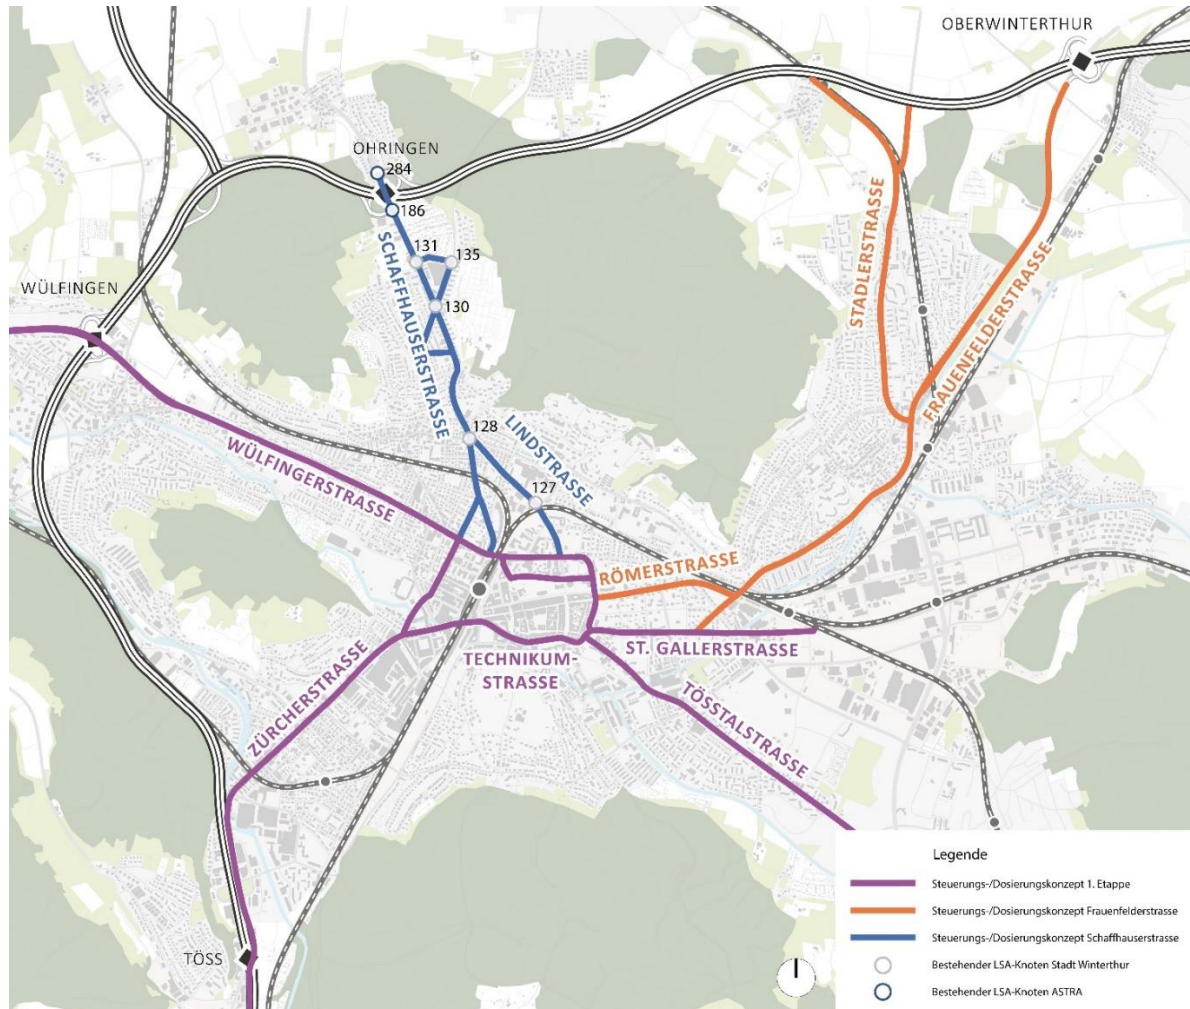 OBERWINTERTHUR
OHRINGEN
284
186
131
135
130
SCHAFFHAUSERSTRASSE
STADLERSTRASSE
FRAUENFELDERSTRASSE
WÜLFINGEN
128
LINDSTRASSE
WÜLFINGERSTRASSE
127
RÖMERSTRASSE
ST. GALLERSTRASSE
TECHNIKUM-
STRASSE
ZÜRCHERSTRASSE
TÖSSTALSTRASSE
TÖSS
Legende
Steuerungs-/Dosierungskonzept 1. Etappe
Steuerungs-/Dosierungskonzept Frauenfelderstrasse
Steuerungs-/Dosierungskonzept Schaffhauserstrasse
Bestehender LSA-Knoten Stadt Winterthur
Bestehender LSA-Knoten ASTRA